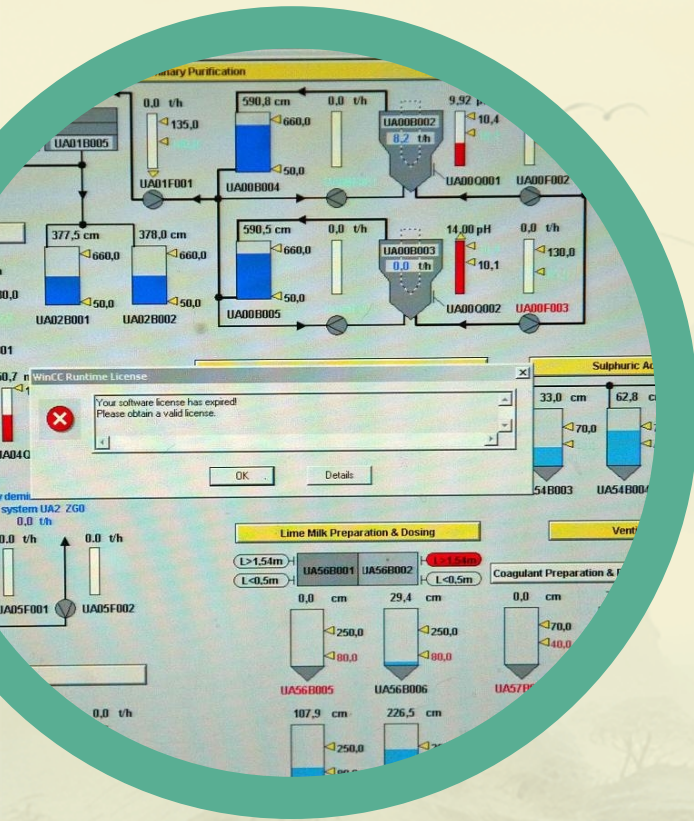 Purification
0,0 t/h
590,8 cm
0,0 t/h
9,92
135,0
660,0
UA00B002
10,4
UA01B005
8,2 t/h
50,0
UA01F001
UA00B004
UA00Q001
UA00F002
377,5 cm
378,0 cm
590,5 cm
0,0 t/h
14,00 pH
0,0 t/h
660,0
660,0
660,0
UA00B003
130,0
0,0 t/h
10,1
50,0
50,0
50,0
UA02B001
UA02B002
UA00B005
UA00Q002
UA00F003
01
WinCC Runtime License
Your software license has expired!
Please obtain a valid license.
OK
Details
Sulphuric
33,0 cm
62,8
70,0
54B003
UA54B004
system UA2 ZG0
0,0 t/h
0,0 t/h
0,0 t/h
UA05F001
UA05F002
Lime Milk Preparation & Dosing
L>1,54m
UA56B001
UA56B002
L>1,54m
L<0,5m
L<0,5m
Coagulant Preparation &
0,0 cm
29,4 cm
0,0 cm
250,0
250,0
70,0
80,0
80,0
40,0
UA56B005
UA56B006
0,0 t/h
107,9 cm
226,5 cm
250,0